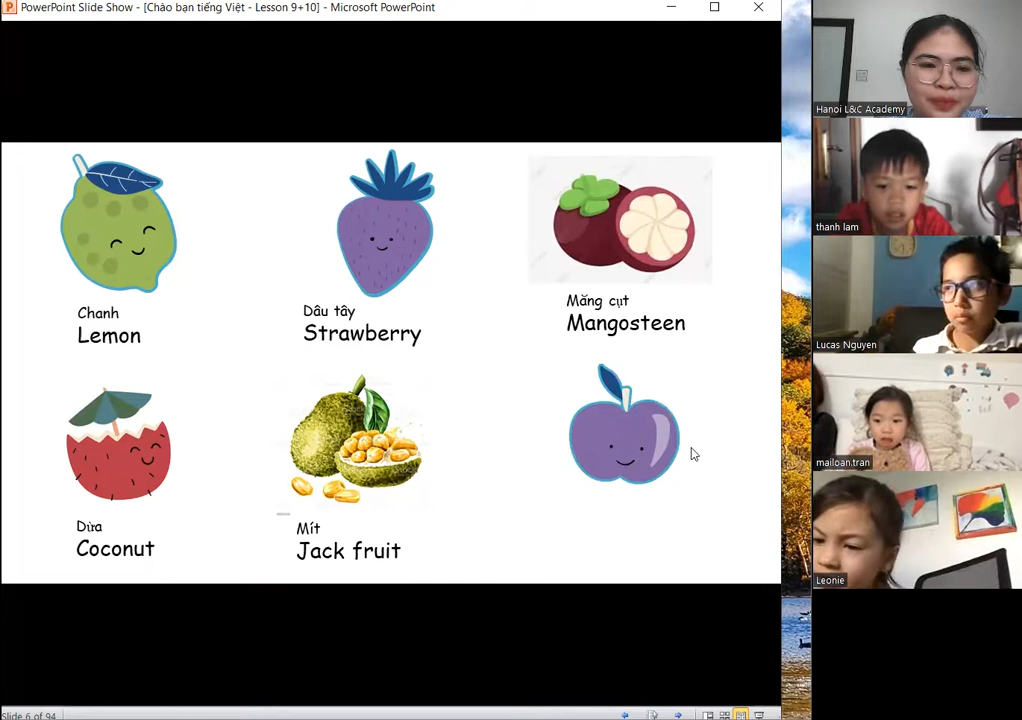 PowerPoint Slide Show - [Chào bạn tiếng Việt - Lesson 9+10] - Microsoft PowerPoint
Chanh
Lemon
Dâu tây
Strawberry
Măng cụt
Mangosteen
Dừa
Coconut
Mít
Jack fruit
Hanoi L&C Academy
thanh lam
Lucas Nguyen
mailoan.tran
Leonie
Slide 6 of 94